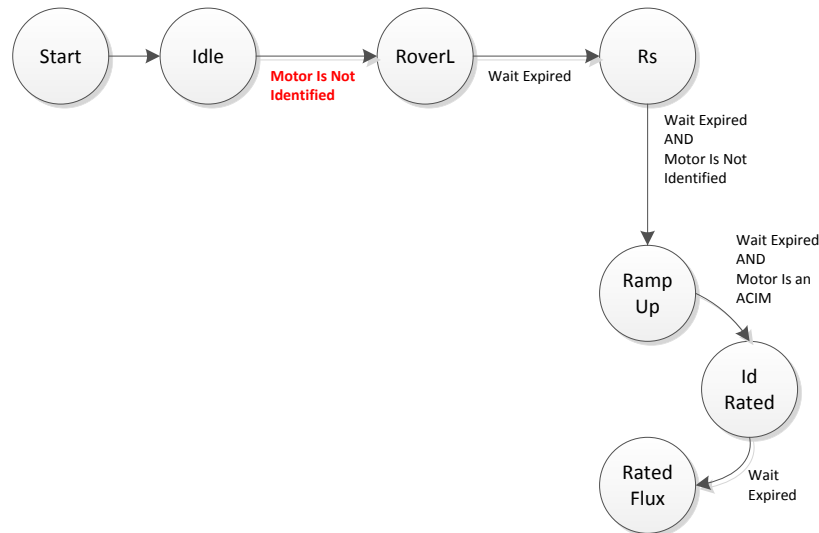 Start
Idle
RoverL
Rs
Motor Is Not
Identified
Wait Expired
Wait Expired
AND
Motor Is Not
Identified
Ramp
Up
Wait Expired
AND
Motor Is an
ACIM
Id
Rated
Rated
Flux
Wait
Expired